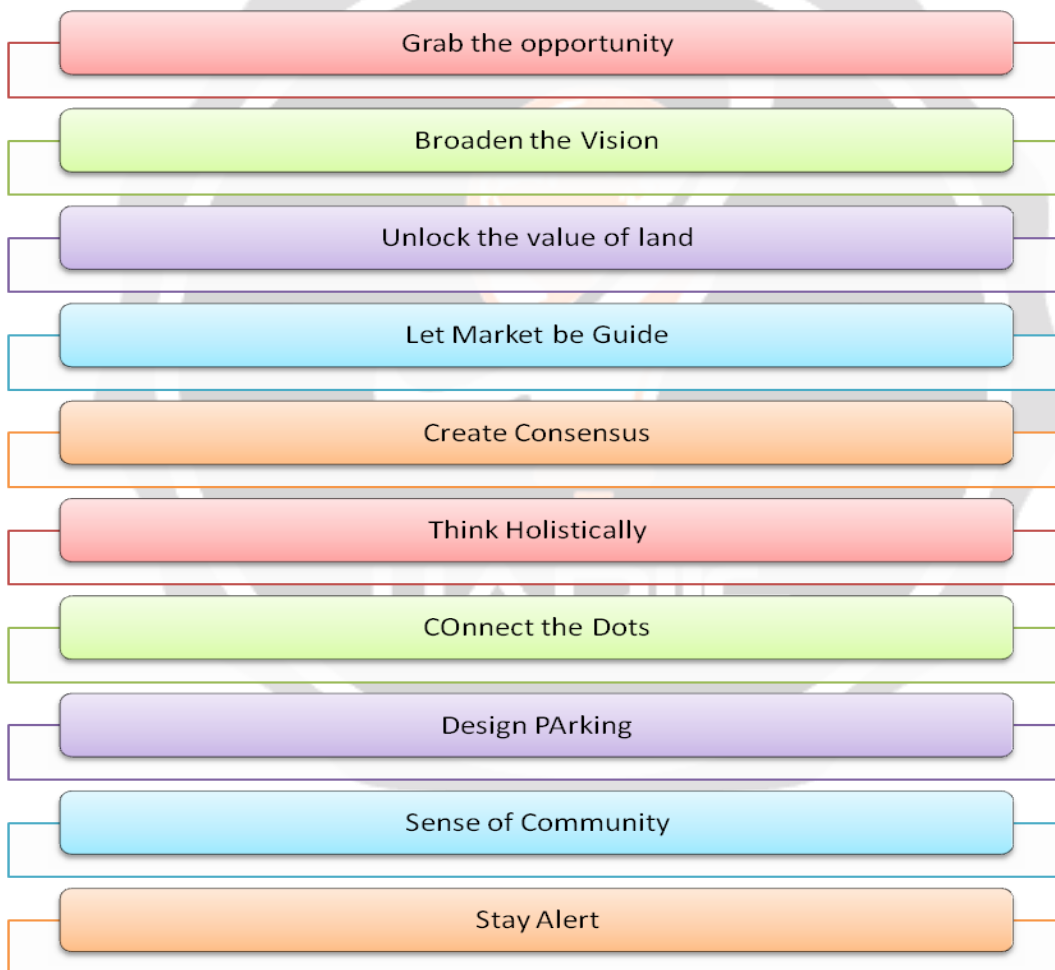 Grab the opportunity
Broaden the Vision
Unlock the value of land
Let Market be Guide
Create Consensus
Think Holistically
COnnect the Dots
Design PArking
Sense of Community
Stay Alert